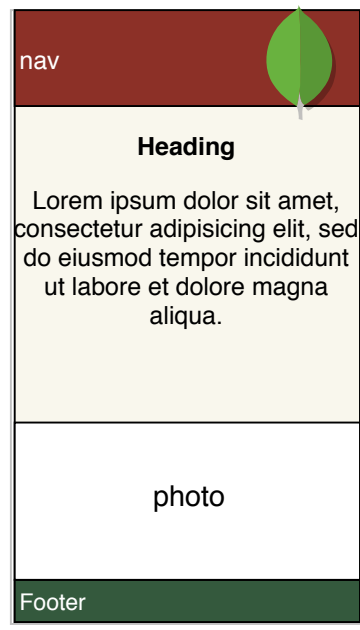 nav
Heading
Lorem ipsum dolor sit amet,
consectetur adipisicing elit, sed
do eiusmod tempor incididunt
ut labore et dolore magna
aliqua.
photo
Footer